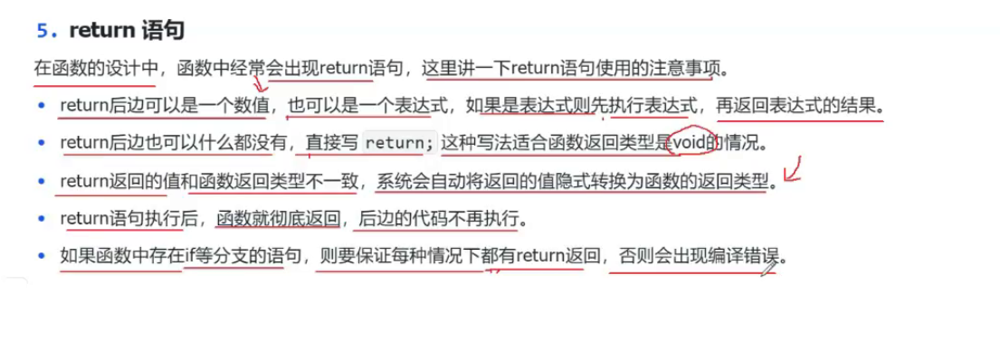 5. return 语句
在函数的设计中，函数中经常会出现return语句，这里讲一下return语句使用的注意事项。
• return后边可以是一个数值，也可以是一个表达式，如果是表达式则先执行表达式，再返回表达式的结果。
• return后边也可以什么都没有，直接写 return; 这种写法适合函数返回类型是void的情况。
• return返回的值和函数返回类型不一致，系统会自动将返回的值隐式转换为函数的返回类型。
• return语句执行后，函数就彻底返回，后边的代码不再执行。
• 如果函数中存在if等分支的语句，则要保证每种情况下都有return返回，否则会出现编译错误。